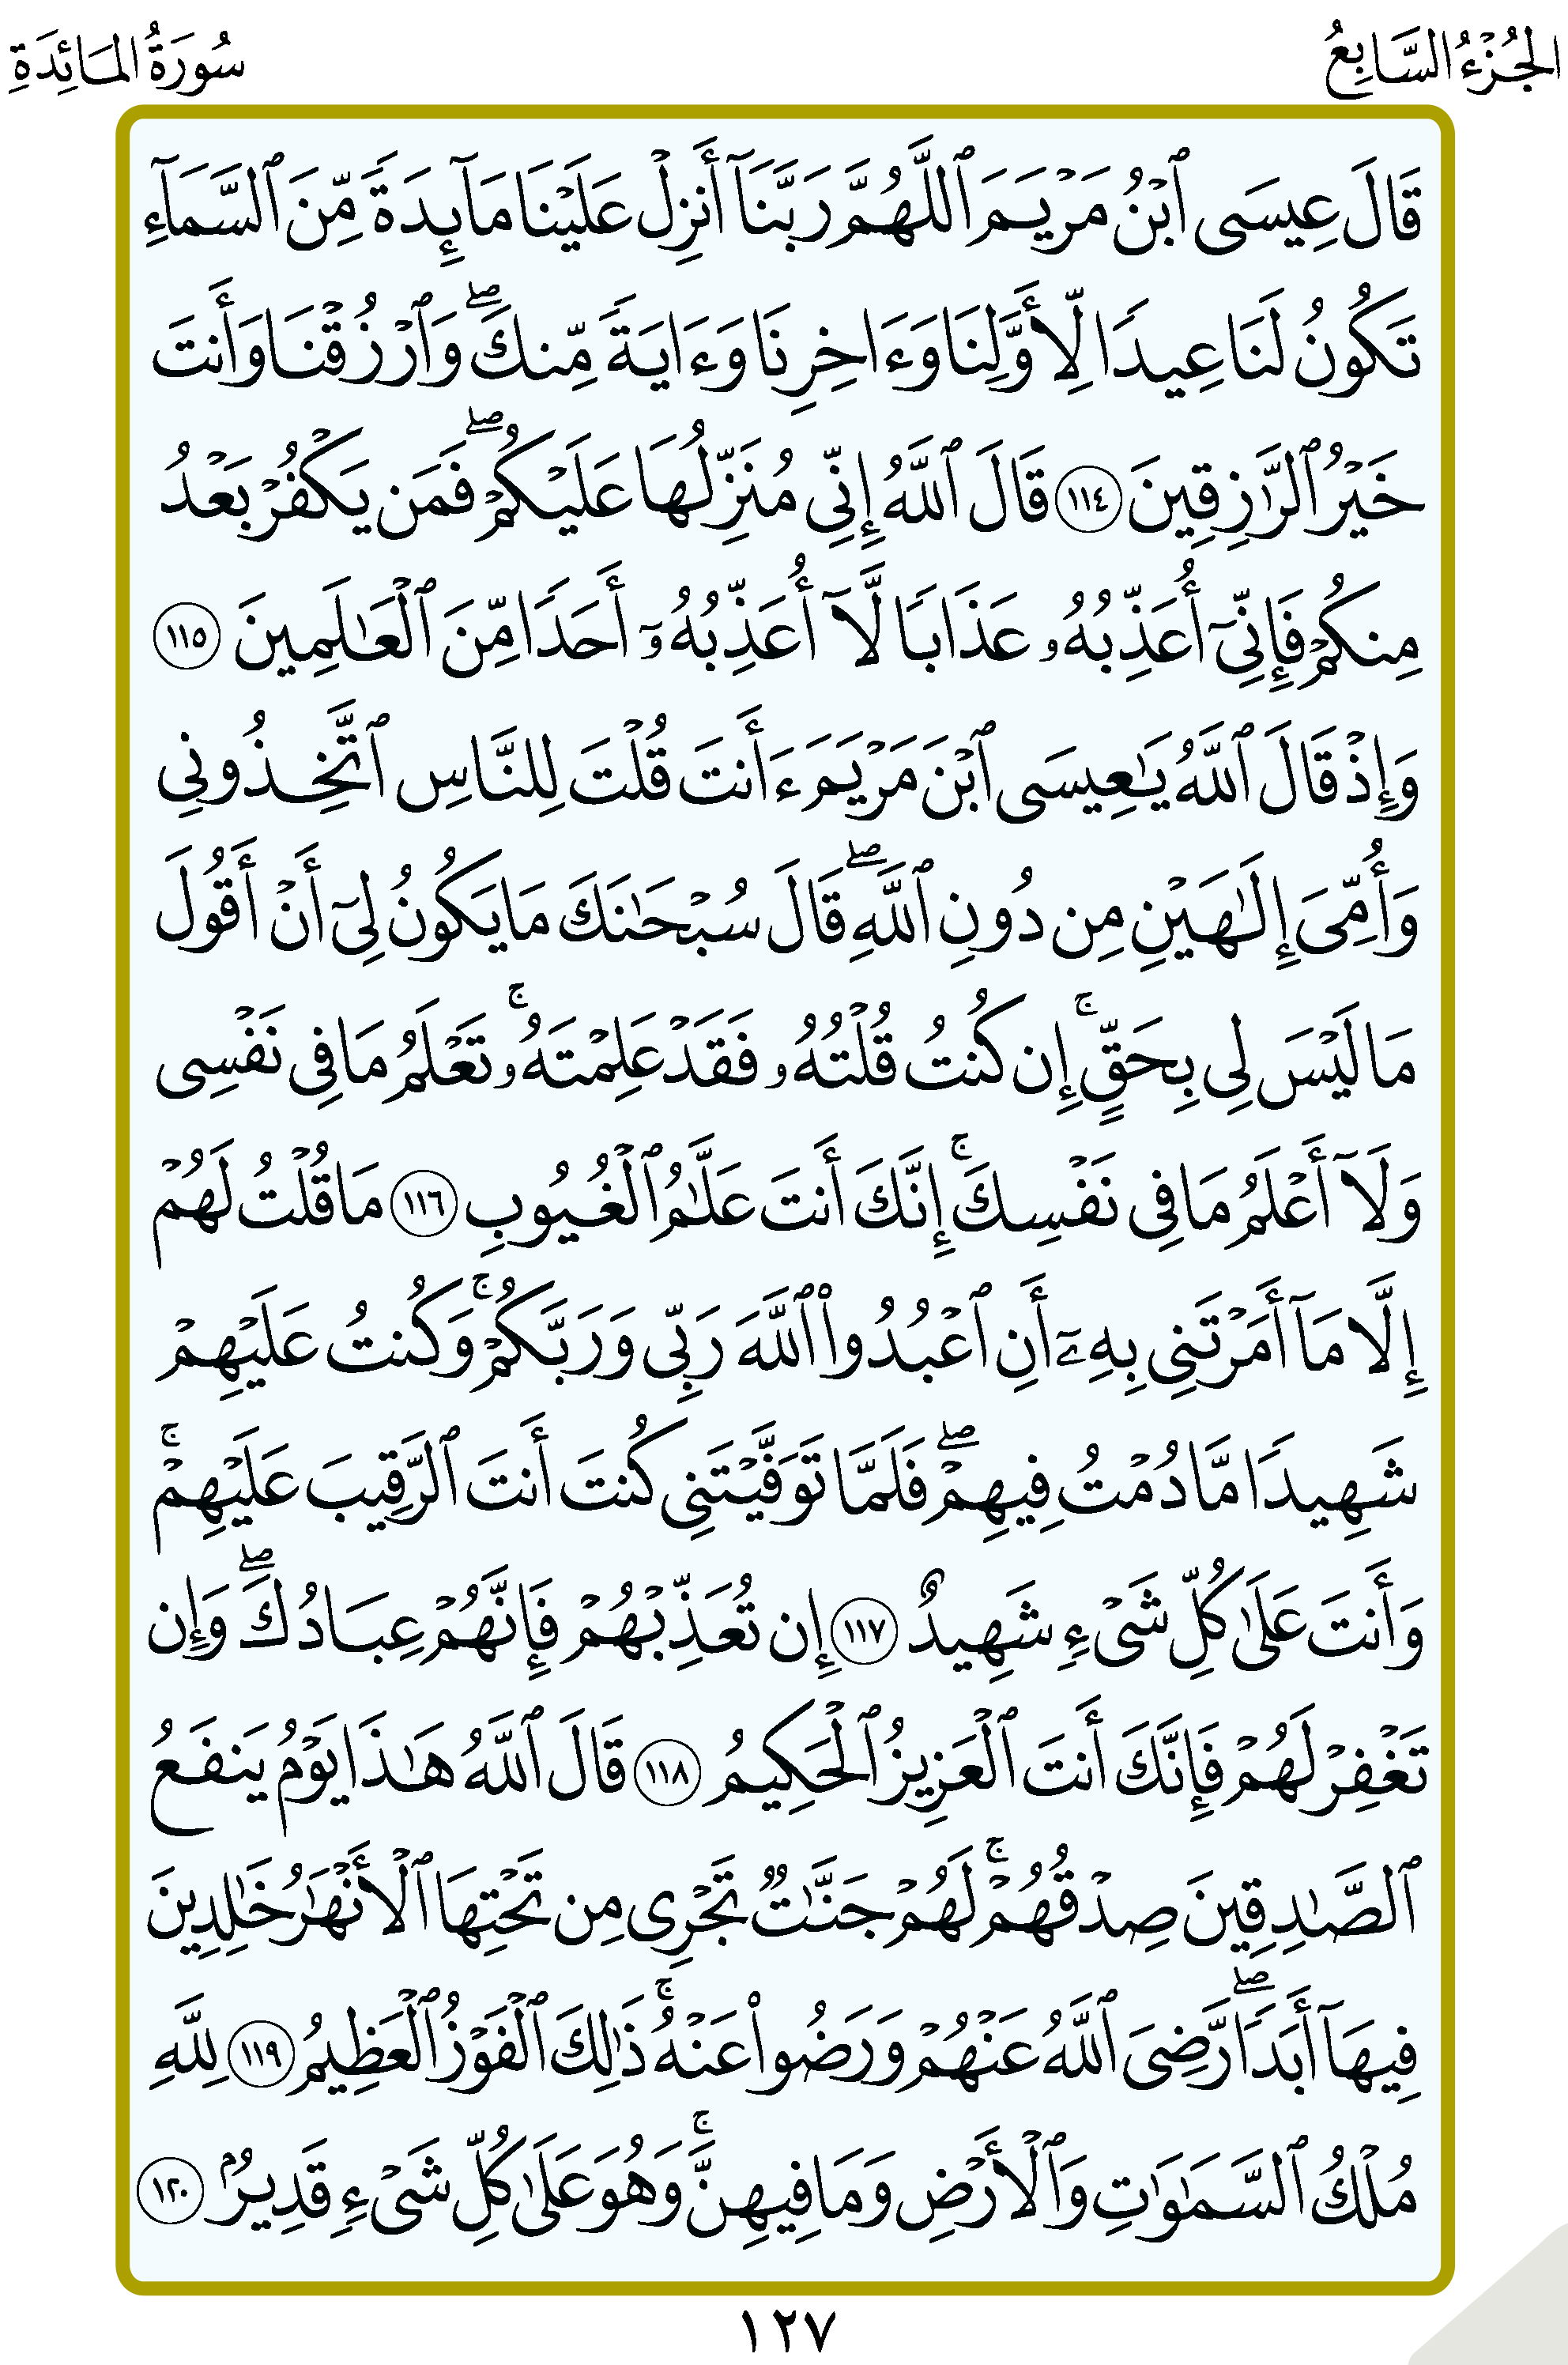 الجُزْءُ السَّابِعُ
سُورَةُ المَائِدَةِ
قَالَ عِيسَى ٱبْنُ مَرْيَمَ ٱللَّهُمَّ رَبَّنَآ أَنزِلْ عَلَيْنَا مَآئِدَةً مِّنَ ٱلسَّمَآءِ
تَكُونُ لَنَا عِيدًا لِّأَوَّلِنَا وَءَاخِرِنَا وَءَايَةً مِّنكَ ۖ وَٱرْزُقْنَا وَأَنتَ
خَيْرُ ٱلرَّٰزِقِينَ ١١٤ قَالَ ٱللَّهُ إِنِّى مُنَزِّلُهَا عَلَيْكُمْ ۖ فَمَن يَكْفُرْ بَعْدُ
مِنكُمْ فَإِنِّىٓ أُعَذِّبُهُۥ عَذَابًا لَّآ أُعَذِّبُهُۥٓ أَحَدًا مِّنَ ٱلْعَٰلَمِينَ ١١٥
وَإِذْ قَالَ ٱللَّهُ يَٰعِيسَى ٱبْنَ مَرْيَمَ ءَأَنتَ قُلْتَ لِلنَّاسِ ٱتَّخِذُونِى
وَأُمِّىَ إِلَٰهَيْنِ مِن دُونِ ٱللَّهِ ۖ قَالَ سُبْحَٰنَكَ مَا يَكُونُ لِىٓ أَنْ أَقُولَ
مَا لَيْسَ لِى بِحَقٍّ ۚ إِن كُنتُ قُلْتُهُۥ فَقَدْ عَلِمْتَهُۥ ۚ تَعْلَمُ مَا فِى نَفْسِى
وَلَآ أَعْلَمُ مَا فِى نَفْسِكَ ۚ إِنَّكَ أَنتَ عَلَّٰمُ ٱلْغُيُوبِ ١١٦ مَا قُلْتُ لَهُمْ
إِلَّا مَآ أَمَرْتَنِى بِهِۦٓ أَنِ ٱعْبُدُوا۟ ٱللَّهَ رَبِّى وَرَبَّكُمْ ۚ وَكُنتُ عَلَيْهِمْ
شَهِيدًا مَّا دُمْتُ فِيهِمْ ۖ فَلَمَّا تَوَفَّيْتَنِى كُنتَ أَنتَ ٱلرَّقِيبَ عَلَيْهِمْ ۚ
وَأَنتَ عَلَىٰ كُلِّ شَىْءٍ شَهِيدٌ ١١٧ إِن تُعَذِّبْهُمْ فَإِنَّهُمْ عِبَادُكَ ۖ وَإِن
تَغْفِرْ لَهُمْ فَإِنَّكَ أَنتَ ٱلْعَزِيزُ ٱلْحَكِيمُ ١١٨ قَالَ ٱللَّهُ هَٰذَا يَوْمُ يَنفَعُ
ٱلصَّٰدِقِينَ صِدْقُهُمْ ۚ لَهُمْ جَنَّٰتٌ تَجْرِى مِن تَحْتِهَا ٱلْأَنْهَٰرُ خَٰلِدِينَ
فِيهَآ أَبَدًا ۖ رَّضِىَ ٱللَّهُ عَنْهُمْ وَرَضُوا۟ عَنْهُ ۚ ذَٰلِكَ ٱلْفَوْزُ ٱلْعَظِيمُ ١١٩ لِلَّهِ
مُلْكُ ٱلسَّمَٰوَٰتِ وَٱلْأَرْضِ وَمَا فِيهِنَّ ۚ وَهُوَ عَلَىٰ كُلِّ شَىْءٍ قَدِيرٌۢ ١٢٠
١٢٧